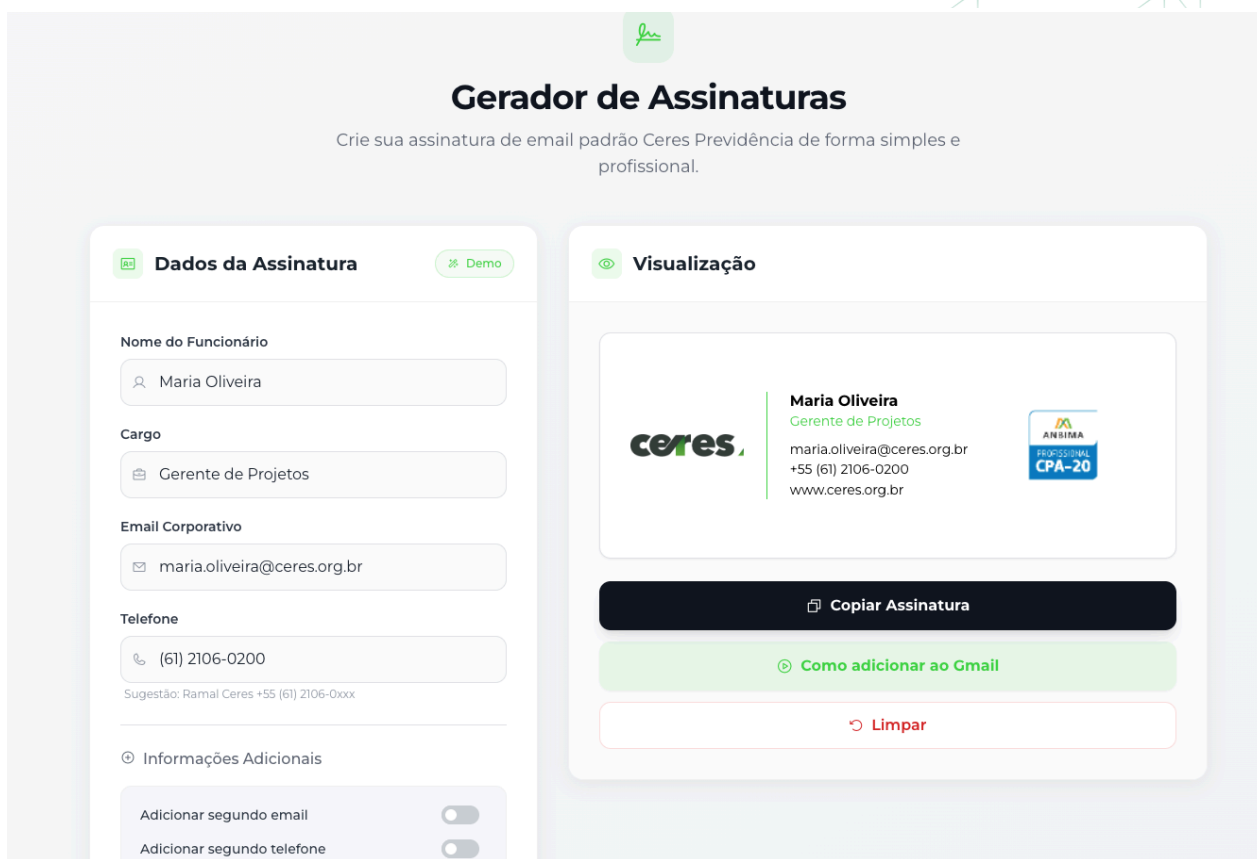 Gerador de Assinaturas
Crie sua assinatura de email padrão Ceres Previdência de forma simples e
profissional.
Dados da Assinatura
Demo
Nome do Funcionário
Maria Oliveira
Cargo
Gerente de Projetos
Email Corporativo
maria.oliveira@ceres.org.br
Telefone
(61) 2106-0200
Sugestão: Ramal Ceres +55 (61) 2106-0xxx
Informações Adicionais
Adicionar segundo email
Adicionar segundo telefone
Visualização
ceres
Maria Oliveira
Gerente de Projetos
maria.oliveira@ceres.org.br
+55 (61) 2106-0200
www.ceres.org.br
ANBIMA
PROFISSIONAL
CPA-20
Copiar Assinatura
Como adicionar ao Gmail
Limpar